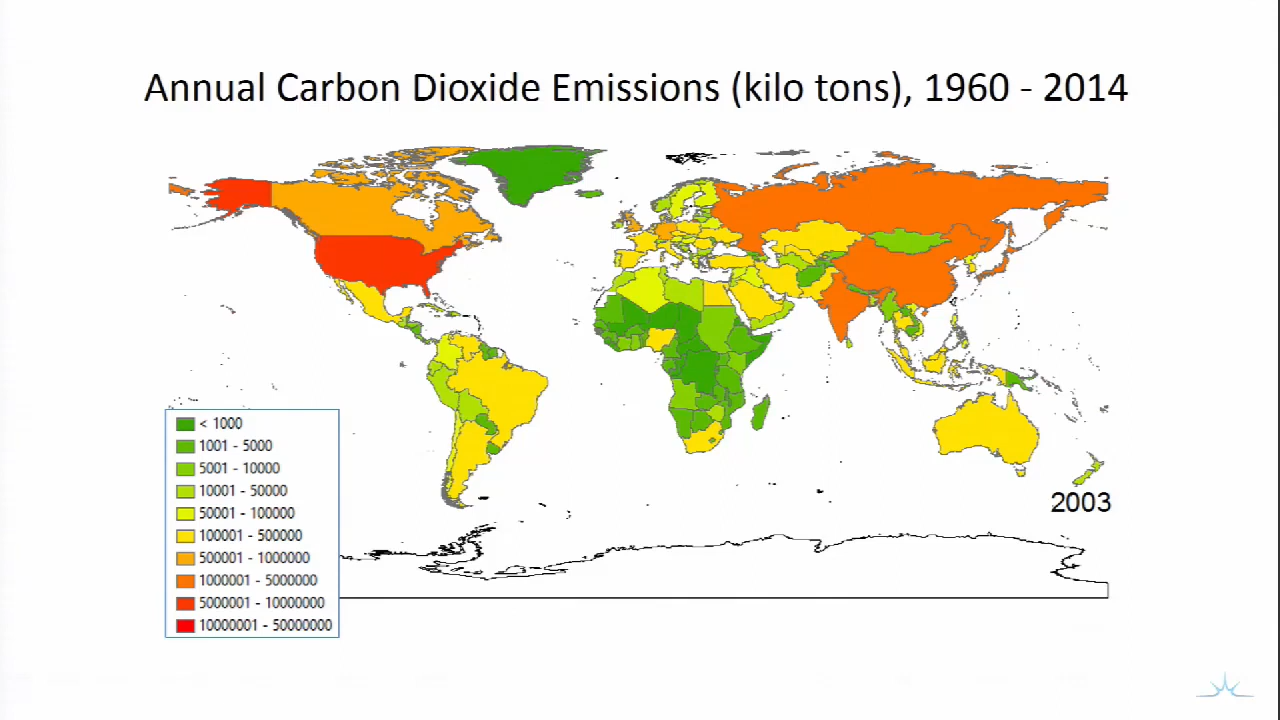 Annual Carbon Dioxide Emissions (kilo tons), 1960 - 2014
< 1000
1001 - 5000
5001 - 10000
10001 - 50000
50001 - 100000
100001 - 500000
500001 - 1000000
1000001 - 5000000
5000001 - 10000000
10000001 - 50000000
2003